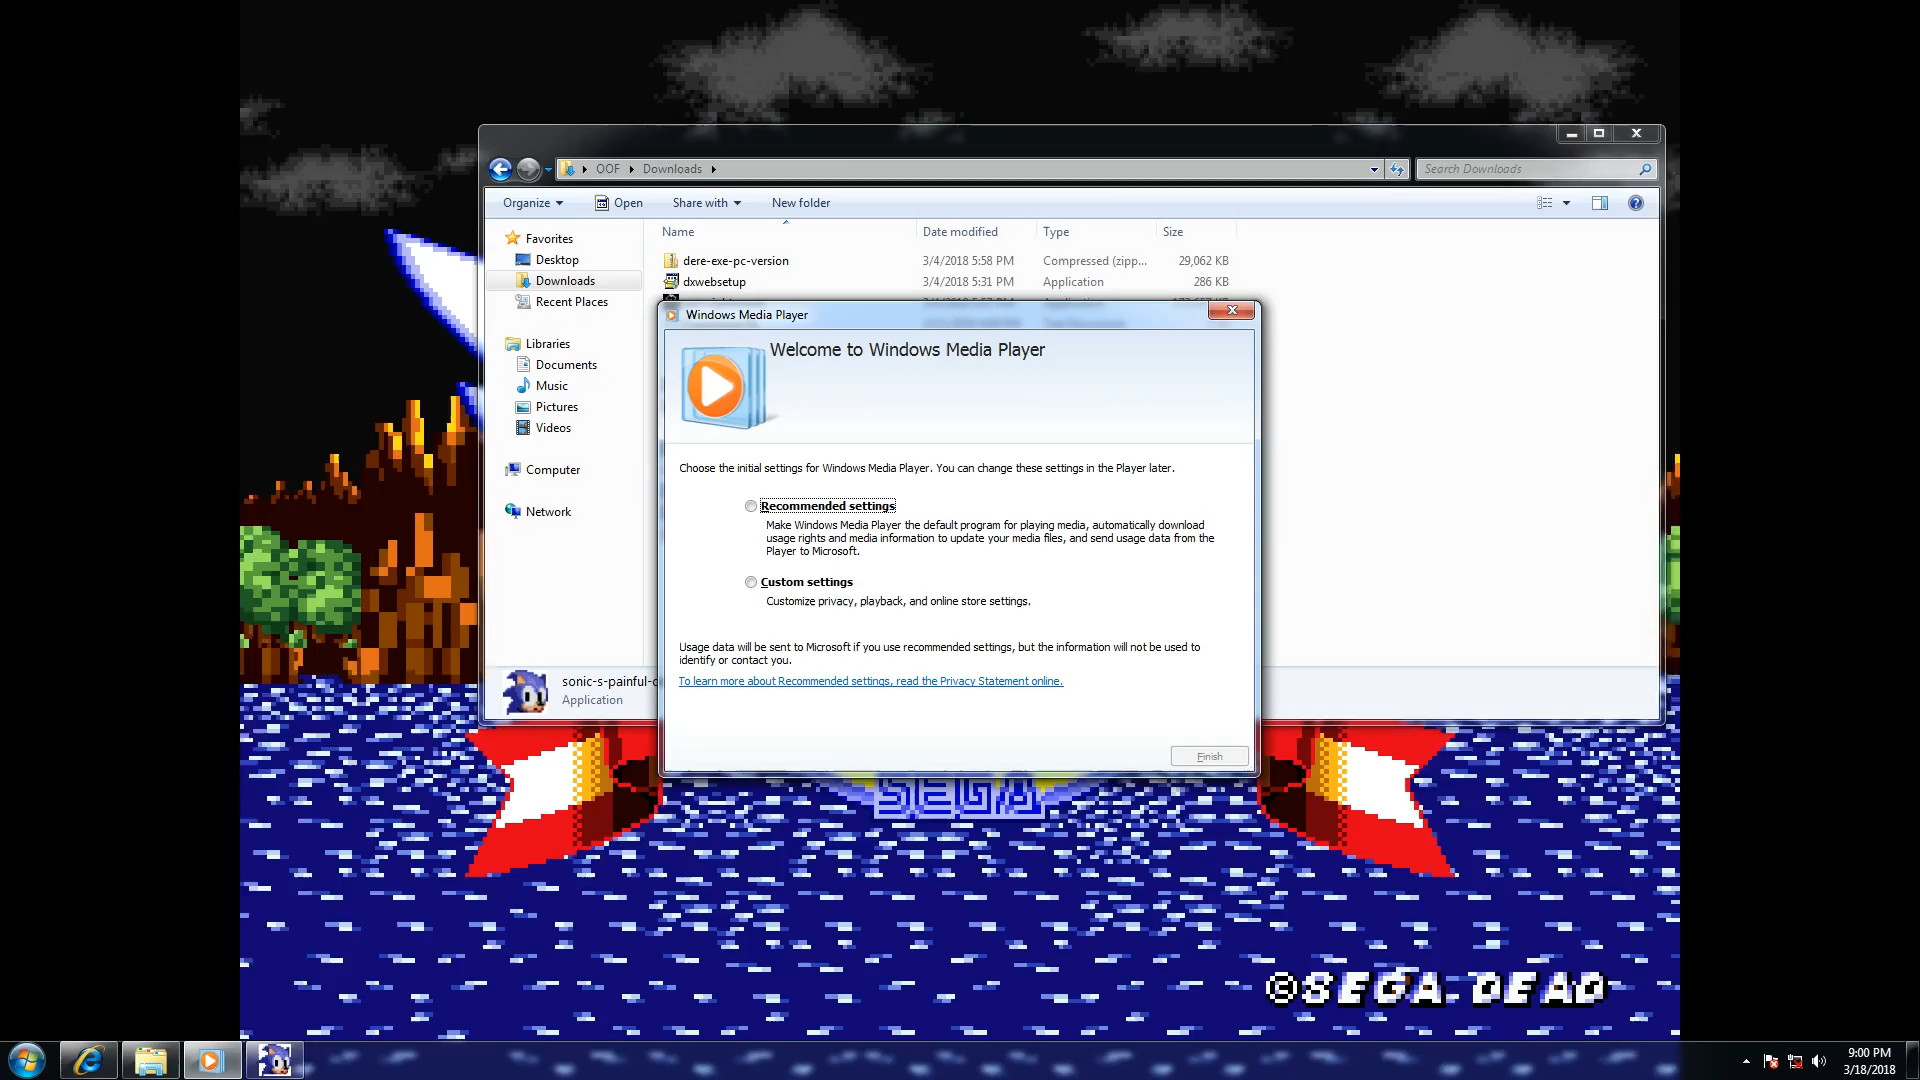 OOF
Downloads
Search Downloads
Organize
Open
Share with
New folder
Name
Date modified
Type
Size
Favorites
Desktop
Downloads
Recent Places
Libraries
Documents
Music
Pictures
Videos
Computer
Network
dere-exe-pc-version
3/4/2018 5:58 PM
Compressed (zipp...
29,062 KB
dxwebsetup
3/4/2018 5:31 PM
Application
286 KB
Windows Media Player
Welcome to Windows Media Player
Choose the initial settings for Windows Media Player. You can change these settings in the Player later.
Recommended settings
Make Windows Media Player the default program for playing media, automatically download
usage rights and media information to update your media files, and send usage data from the
Player to Microsoft.
Custom settings
Customize privacy, playback, and online store settings.
Usage data will be sent to Microsoft if you use recommended settings, but the information will not be used to
identify or contact you.
To learn more about Recommended settings, read the Privacy Statement online.
Finish
sonic-s-painful-
Application
SEGA
©SEGA DEAD
9:00 PM
3/18/2018